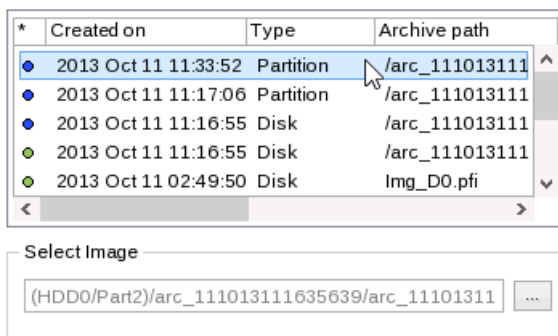 * Created on Type Archive path
2013 Oct 11 11:33:52 Partition /arc_111013111
2013 Oct 11 11:17:06 Partition /arc_111013111
2013 Oct 11 11:16:55 Disk /arc_111013111
2013 Oct 11 11:16:55 Disk /arc_111013111
2013 Oct 11 02:49:50 Disk Img_D0.pfi
Select Image
(HDD0/Part2)/arc_111013111635639/arc_11101311 ...